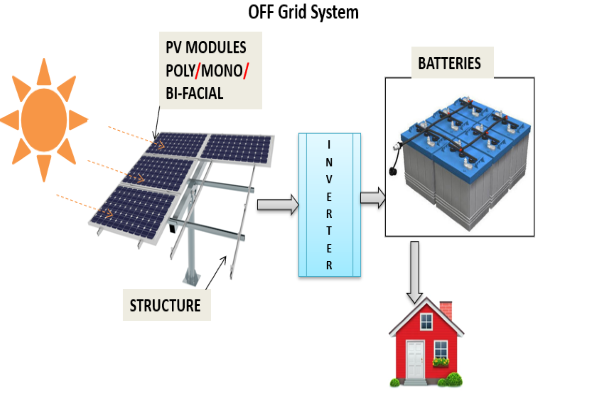 OFF Grid System
PV MODULES
POLY/MONO/
BI-FACIAL
BATTERIES
I
N
V
E
R
T
E
R
STRUCTURE